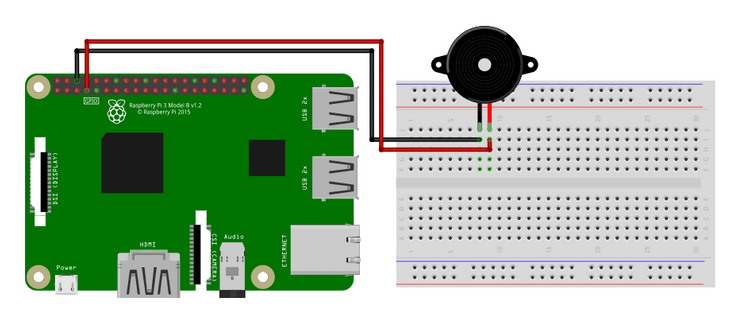 GPIO
Raspberry Pi 3 Model B v1.2
© Raspberry Pi 2015
USB 2x
USB 2x
DSI (DISPLAY)
Power
HDMI
CSI (CAMERA)
Audio
ETHERNET